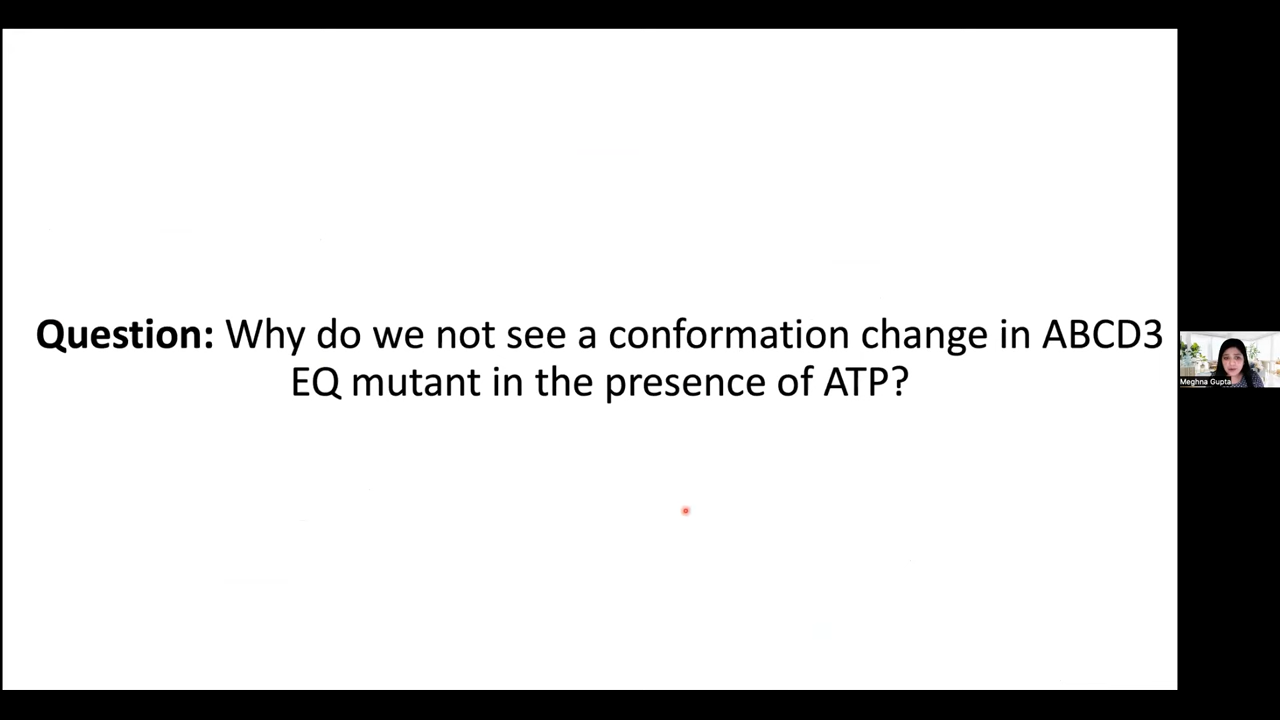 Question: Why do we not see a conformation change in ABCD3
EQ mutant in the presence of ATP?
Meghna Gupta